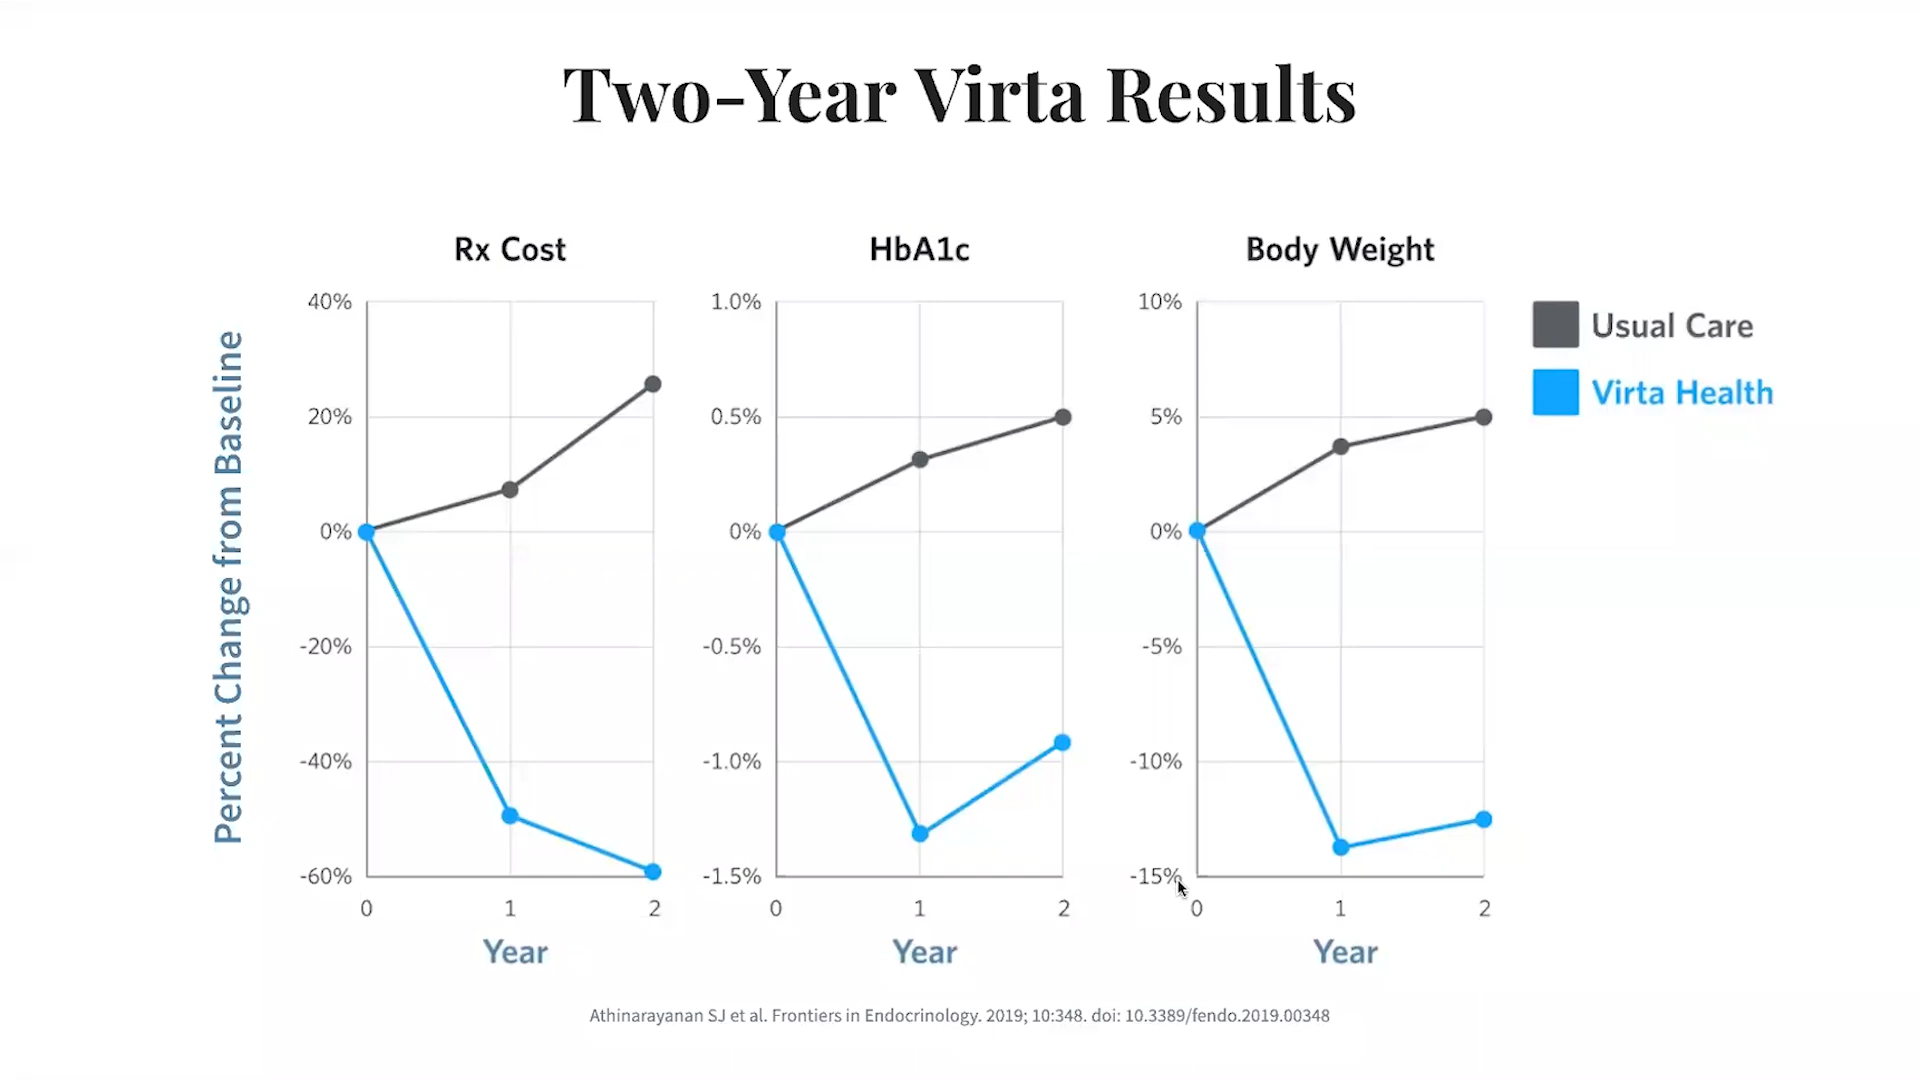 Two-Year Virta Results
Rx Cost
HbA1c
Body Weight
Percent Change from Baseline
40%
20%
0%
-20%
-40%
-60%
0 1 2
Year
1.0%
0.5%
0%
-0.5%
-1.0%
-1.5%
0 1 2
Year
10%
5%
0%
-5%
-10%
-15%
0 1 2
Year
Usual Care
Virta Health
Athinarayanan SJ et al. Frontiers in Endocrinology. 2019; 10:348. doi: 10.3389/fendo.2019.00348